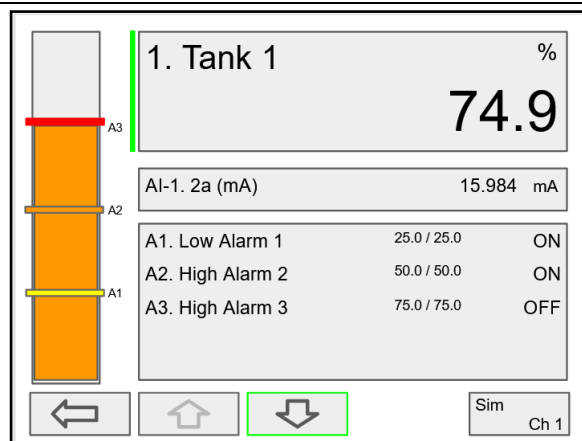 1. Tank 1 %
74.9
A3
AI-1. 2a (mA) 15.984 mA
A2
A1. Low Alarm 1 25.0 / 25.0 ON
A2. High Alarm 2 50.0 / 50.0 ON
A1
A3. High Alarm 3 75.0 / 75.0 OFF
Sim
Ch 1